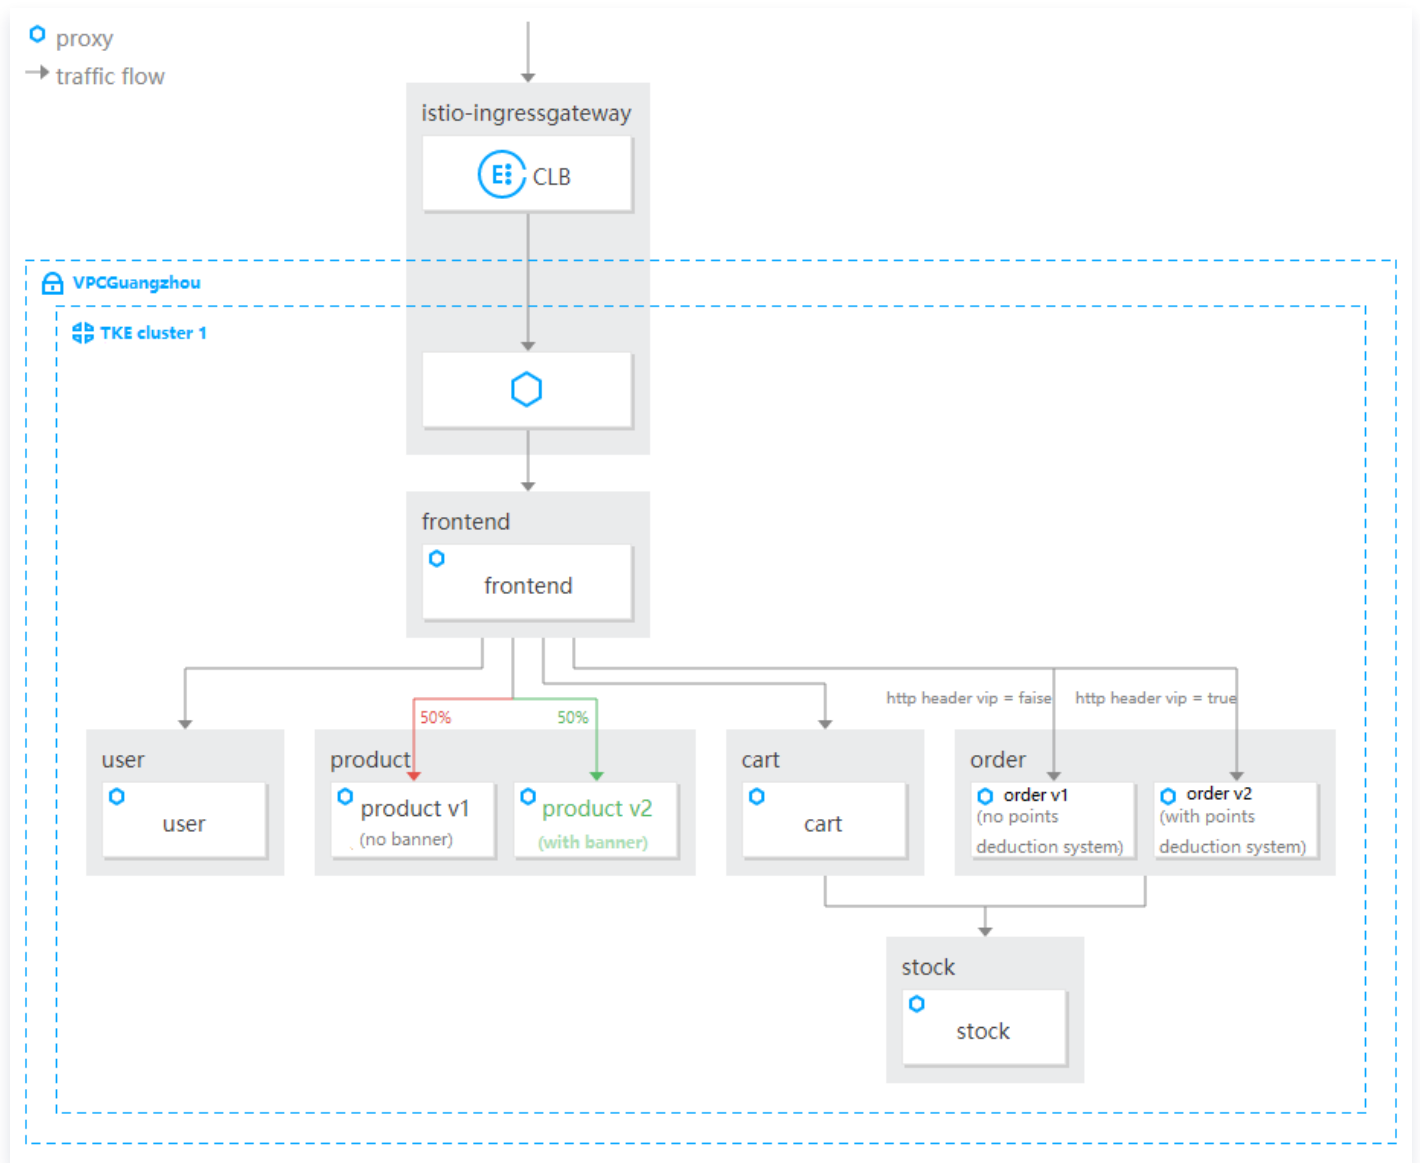 proxy
traffic flow
istio-ingressgateway
CLB
VPCGuangzhou
TKE cluster 1
frontend
frontend
http header vip = faise
http header vip = true
50%
50%
user
user
product
product v1
(no banner)
product v2
(with banner)
cart
cart
order
order v1
(no points
deduction system)
order v2
(with points
deduction system)
stock
stock